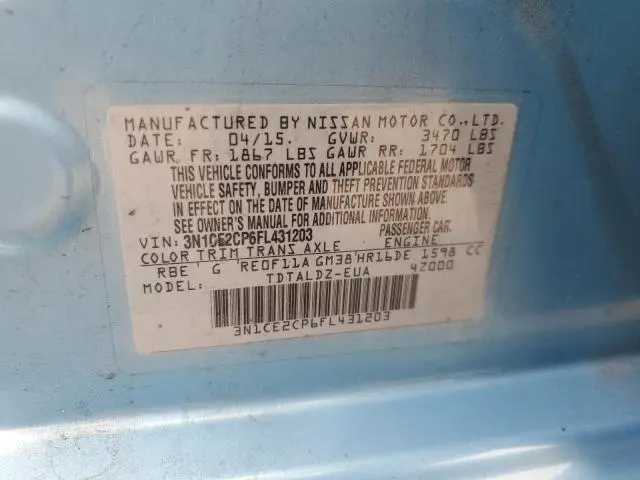 MANUFACTURED BY NISSAN MOTOR CO.,LTD.
DATE: 04/15. GVWR: 3470 LBS
GAWR FR: 1867 LBS GAWR RR: 1704 LBS
THIS VEHICLE CONFORMS TO ALL APPLICABLE FEDERAL MOTOR
VEHICLE SAFETY, BUMPER AND THEFT PREVENTION STANDARDS
IN EFFECT ON THE DATE OF MANUFACTURE SHOWN ABOVE.
SEE OWNER'S MANUAL FOR ADDITIONAL INFORMATION.
VIN: 3N1CE2CP6FL431203 PASSENGER CAR.
COLOR TRIM TRANS AXLE ENGINE
RBE G RE0F11A GM38 HR16DE 1598 CC
MODEL: TDTALDZ-EUA 4Z000
3N1CE2CP6FL431203